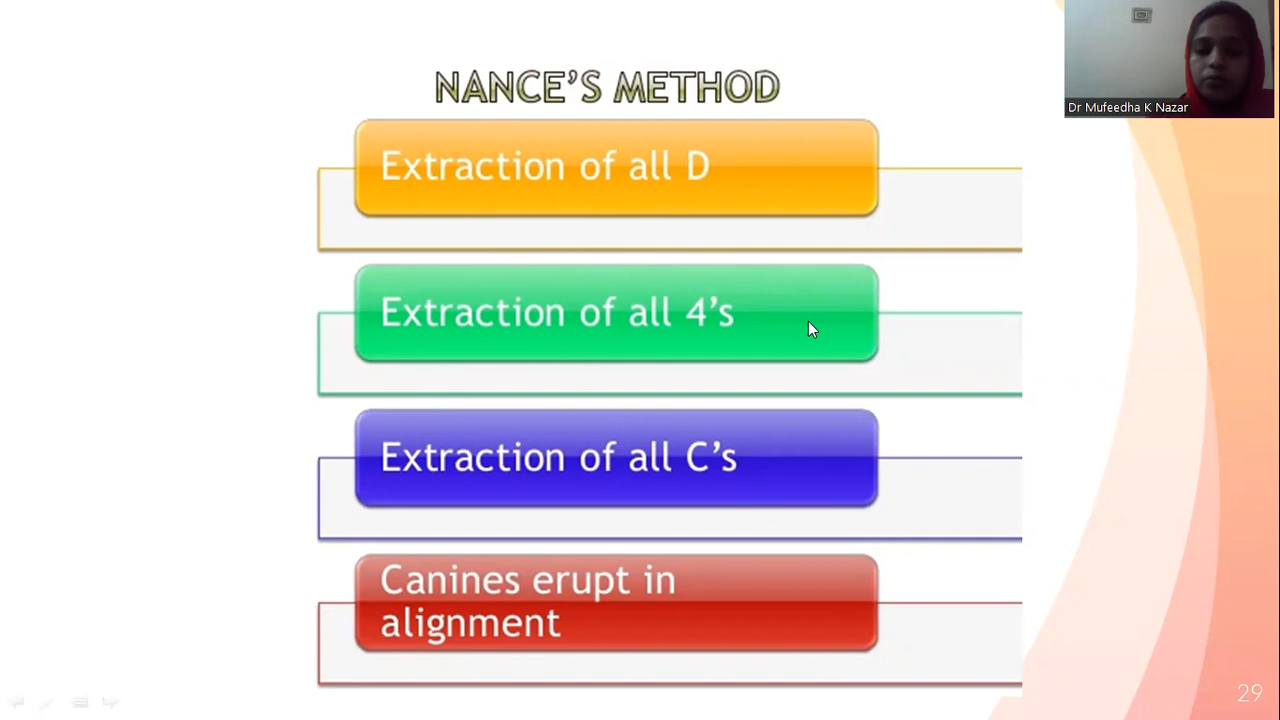 Dr Mufeedha K Nazar
NANCE’S METHOD
Extraction of all D
Extraction of all 4’s
Extraction of all C’s
Canines erupt in
alignment
29